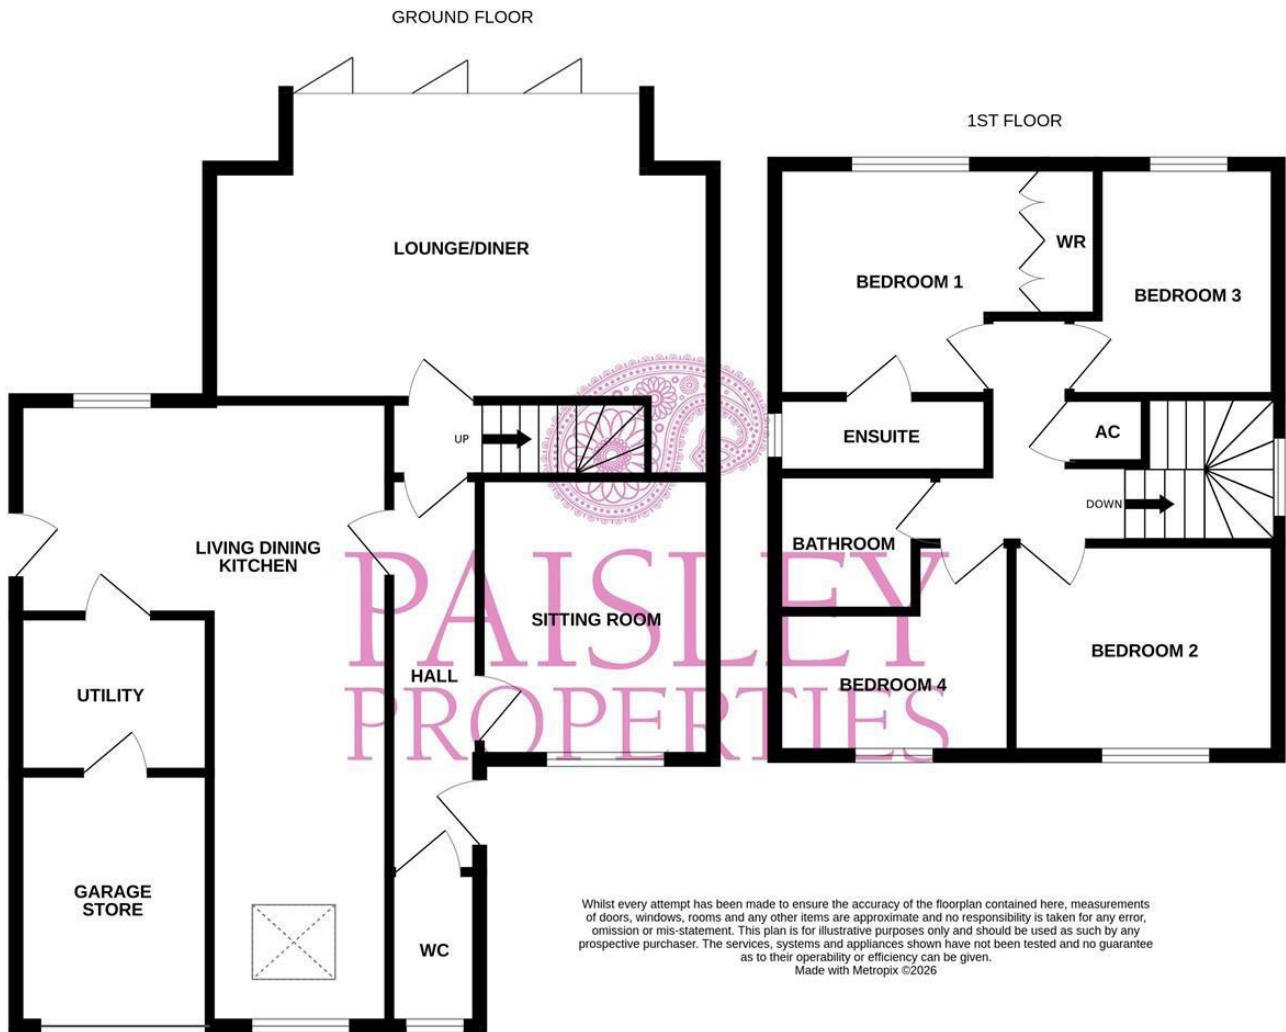 GROUND FLOOR
1ST FLOOR
LOUNGE/DINER
WR
BEDROOM 1
BEDROOM 3
UP
ENSUITE
AC
DOWN
LIVING DINING
KITCHEN
BATHROOM
SITTING ROOM
PAISLEY
PROPERTIES
HALL
UTILITY
BEDROOM 2
BEDROOM 4
GARAGE
STORE
WC
Whilst every attempt has been made to ensure the accuracy of the floorplan contained here, measurements
of doors, windows, rooms and any other items are approximate and no responsibility is taken for any error,
omission or mis-statement. This plan is for illustrative purposes only and should be used as such by any
prospective purchaser. The services, systems and appliances shown have not been tested and no guarantee
as to their operability or efficiency can be given.
Made with Metropix ©2026